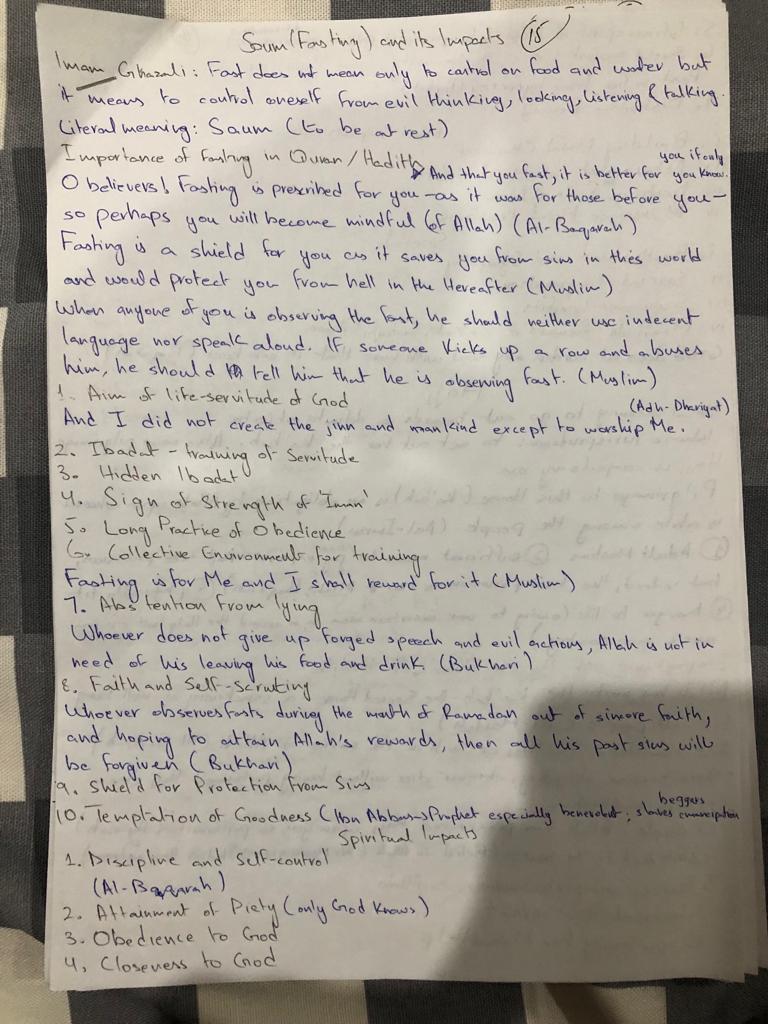 Saum (Fasting) and its Impacts (15)
Imam Ghazali: Fast does not mean only to control on food and water but
it means to control oneself from evil thinking, looking, listening & talking.
Literal meaning: Saum (to be at rest)
Importance of fasting in Quran/Hadith → And that you fast, it is better for you if only you know.
O believers! Fasting is prescribed for you - as it was for those before you -
so perhaps you will become mindful (of Allah) (Al-Baqarah)
Fasting is a shield for you as it saves you from sins in this world
and would protect you from hell in the Hereafter (Muslim)
When anyone of you is observing the fast, he should neither use indecent
language nor speak aloud. If someone kicks up a row and abuses
him, he should tell him that he is observing fast. (Muslim)
1. Aim of life-servitude of God
And I did not create the jinn and mankind except to worship Me. (Adh-Dhariyat)
2. Ibadat - training of Servitude
3. Hidden Ibadat
4. Sign of Strength of 'Iman'
5. Long Practice of Obedience
6. Collective Environment for training
Fasting is for Me and I shall reward for it (Muslim)
7. Abstention from lying
Whoever does not give up forged speech and evil actions, Allah is not in
need of his leaving his food and drink. (Bukhari)
8. Faith and Self-Scrutiny
Whoever observes fasts during the month of Ramadan out of sincere faith,
and hoping to attain Allah's rewards, then all his past sins will
be forgiven (Bukhari)
9. Shield for Protection from Sins
10. Temptation of Goodness (Ibn Abbas-Prophet especially benevolent; beggers slaves emancipation
Spiritual Impacts
1. Discipline and Self-control
(Al-Baqarah)
2. Attainment of Piety (only God knows)
3. Obedience to God
4. Closeness to God